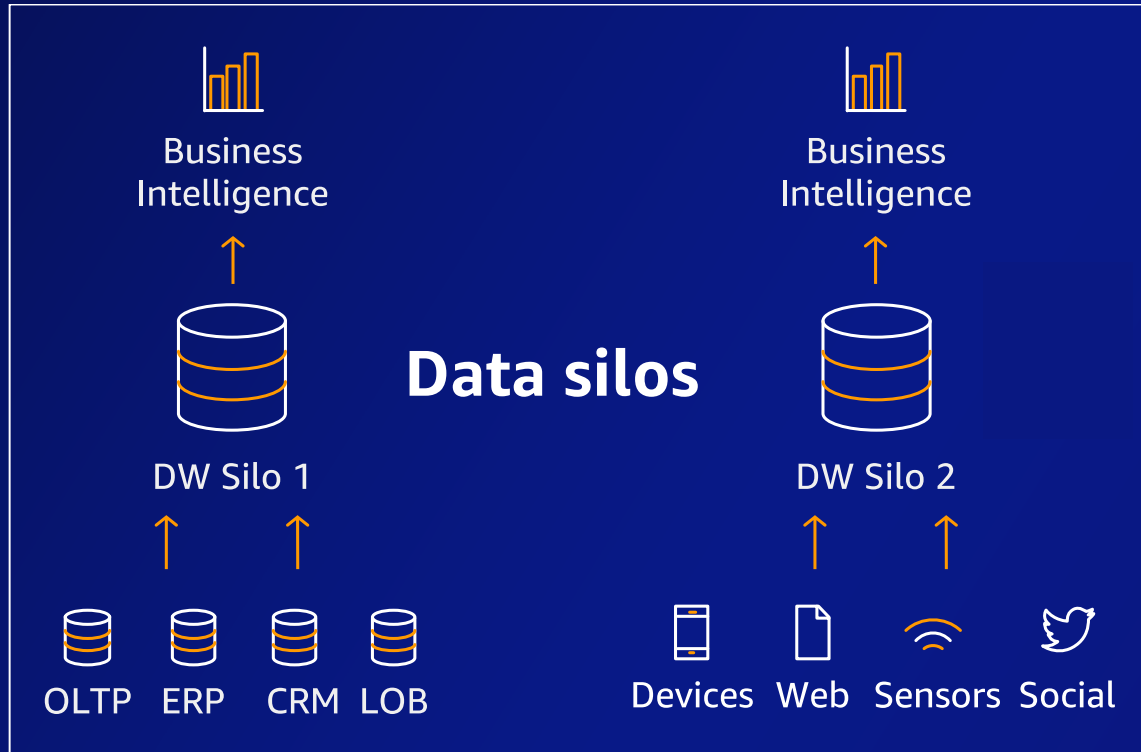 Business
Intelligence
Business
Intelligence
Data silos
DW Silo 1
DW Silo 2
OLTP ERP CRM LOB
Devices Web Sensors Social